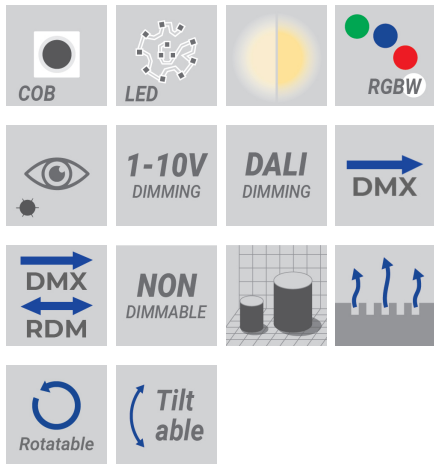 COB
LED
RGBW
1-10V
DIMMING
DALI
DIMMING
DMX
DMX
RDM
NON
DIMMABLE
Rotatable
Tilt
able